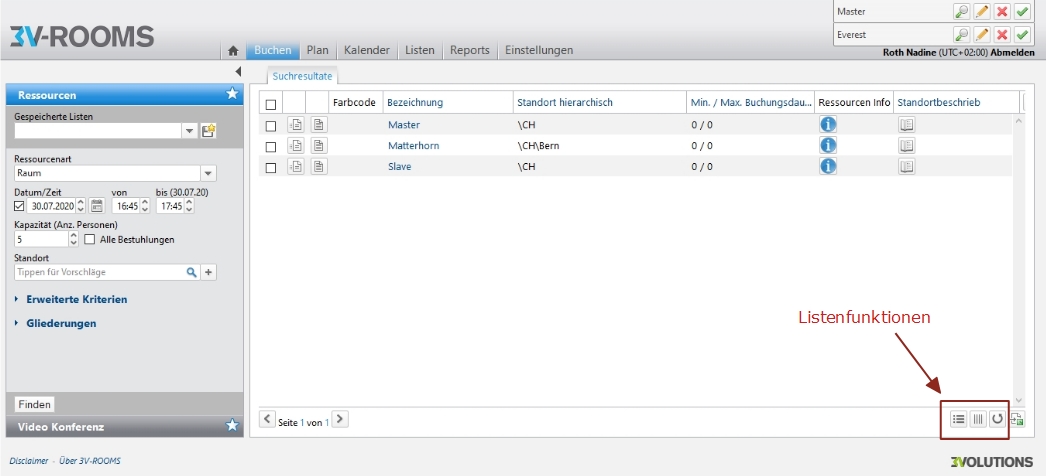 Master
Everest
3V-ROOMS
Buchen Plan Kalender Listen Reports Einstellungen
Roth Nadine (UTC+02:00) Abmelden
Suchresultate
Ressourcen
Gespeicherte Listen
Ressourcenart
Raum
Datum/Zeit von bis (30.07.20)
30.07.2020 16:45 17:45
Kapazität (Anz. Personen)
5 Alle Bestuhlungen
Standort
Tippen für Vorschläge
Erweiterte Kriterien
Gliederungen
Finden
Video Konferenz
Farbcode Bezeichnung Standort hierarchisch Min. / Max. Buchungsdau... Ressourcen Info Standortbeschrieb
Master \CH 0 / 0
Matterhorn \CH\Bern 0 / 0
Slave \CH 0 / 0
Listenfunktionen
Seite 1 von 1
Disclaimer - Über 3V-ROOMS
3VOLUTIONS